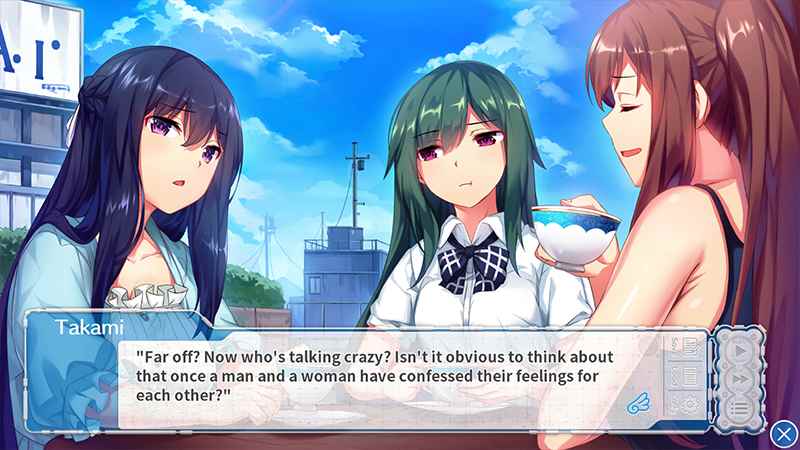 A.I.
Takami
"Far off? Now who's talking crazy? Isn't it obvious to think about
that once a man and a woman have confessed their feelings for
each other?"